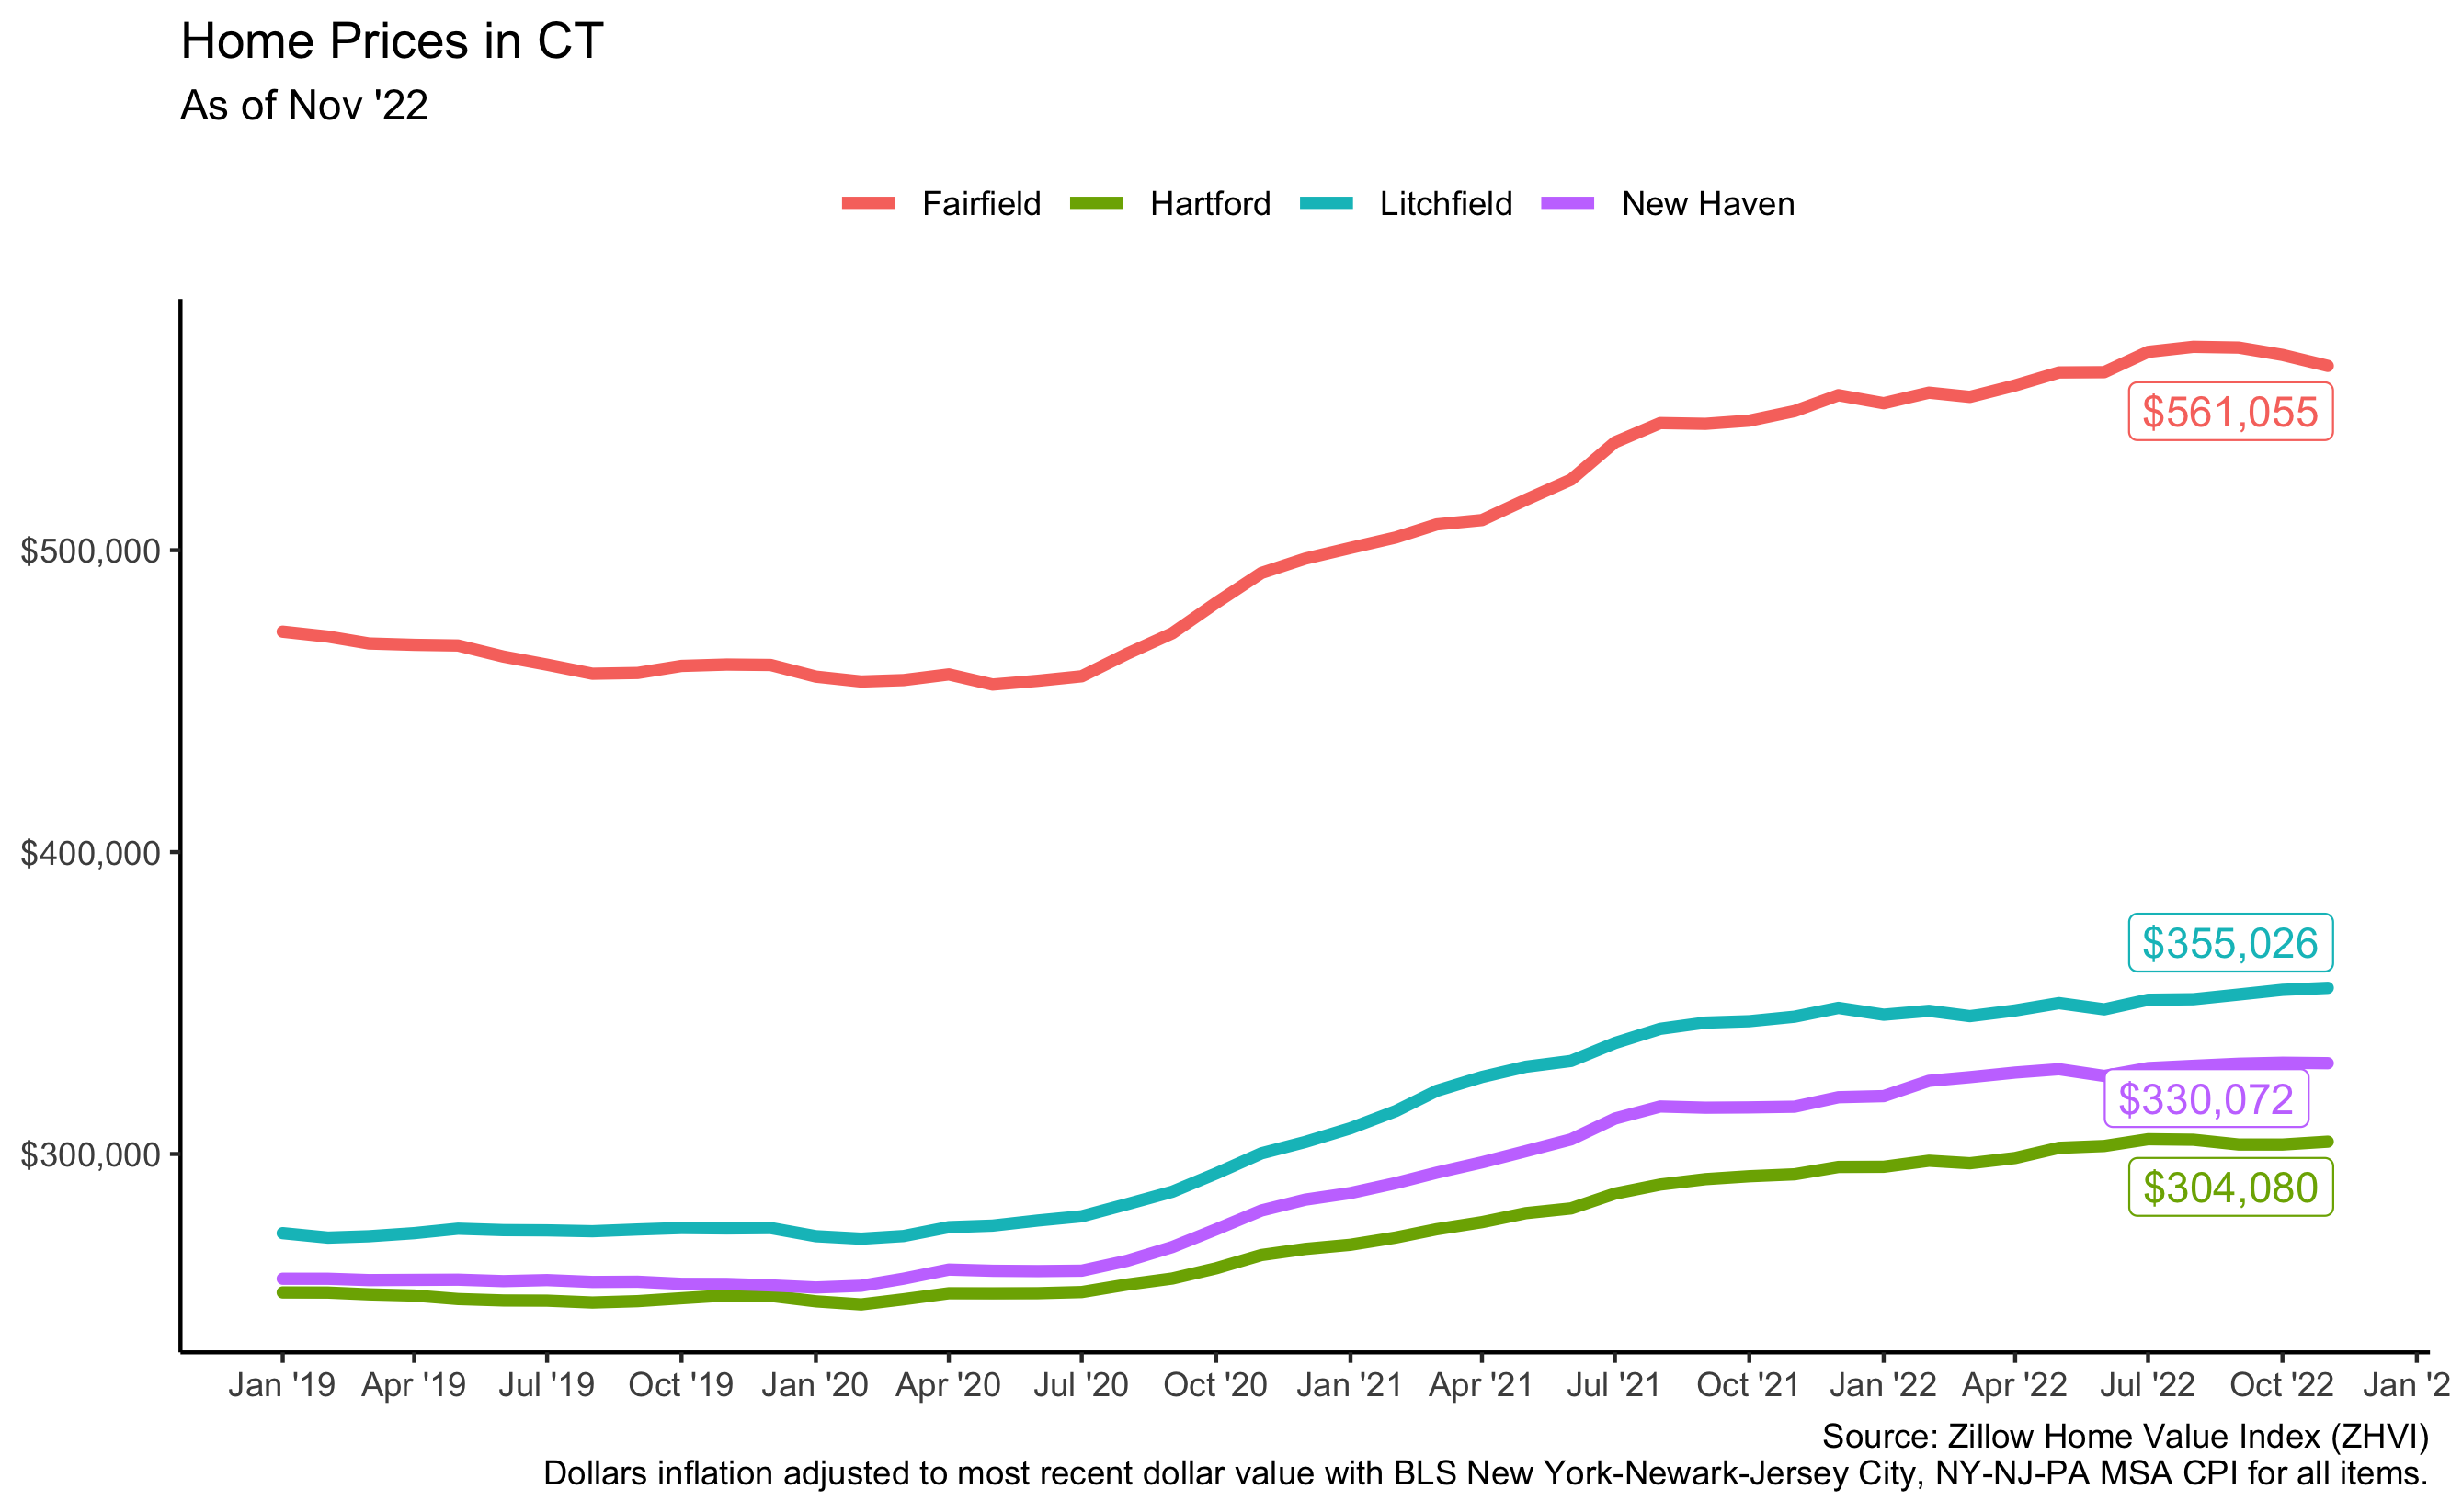 Home Prices in CT
As of Nov '22
Fairfield Hartford Litchfield New Haven
$561,055
$500,000
$400,000
$355,026
$330,072
$300,000
$304,080
Jan '19 Apr '19 Jul '19 Oct '19 Jan '20 Apr '20 Jul '20 Oct '20 Jan '21 Apr '21 Jul '21 Oct '21 Jan '22 Apr '22 Jul '22 Oct '22 Jan '2
Source: Zillow Home Value Index (ZHVI)
Dollars inflation adjusted to most recent dollar value with BLS New York-Newark-Jersey City, NY-NJ-PA MSA CPI for all items.